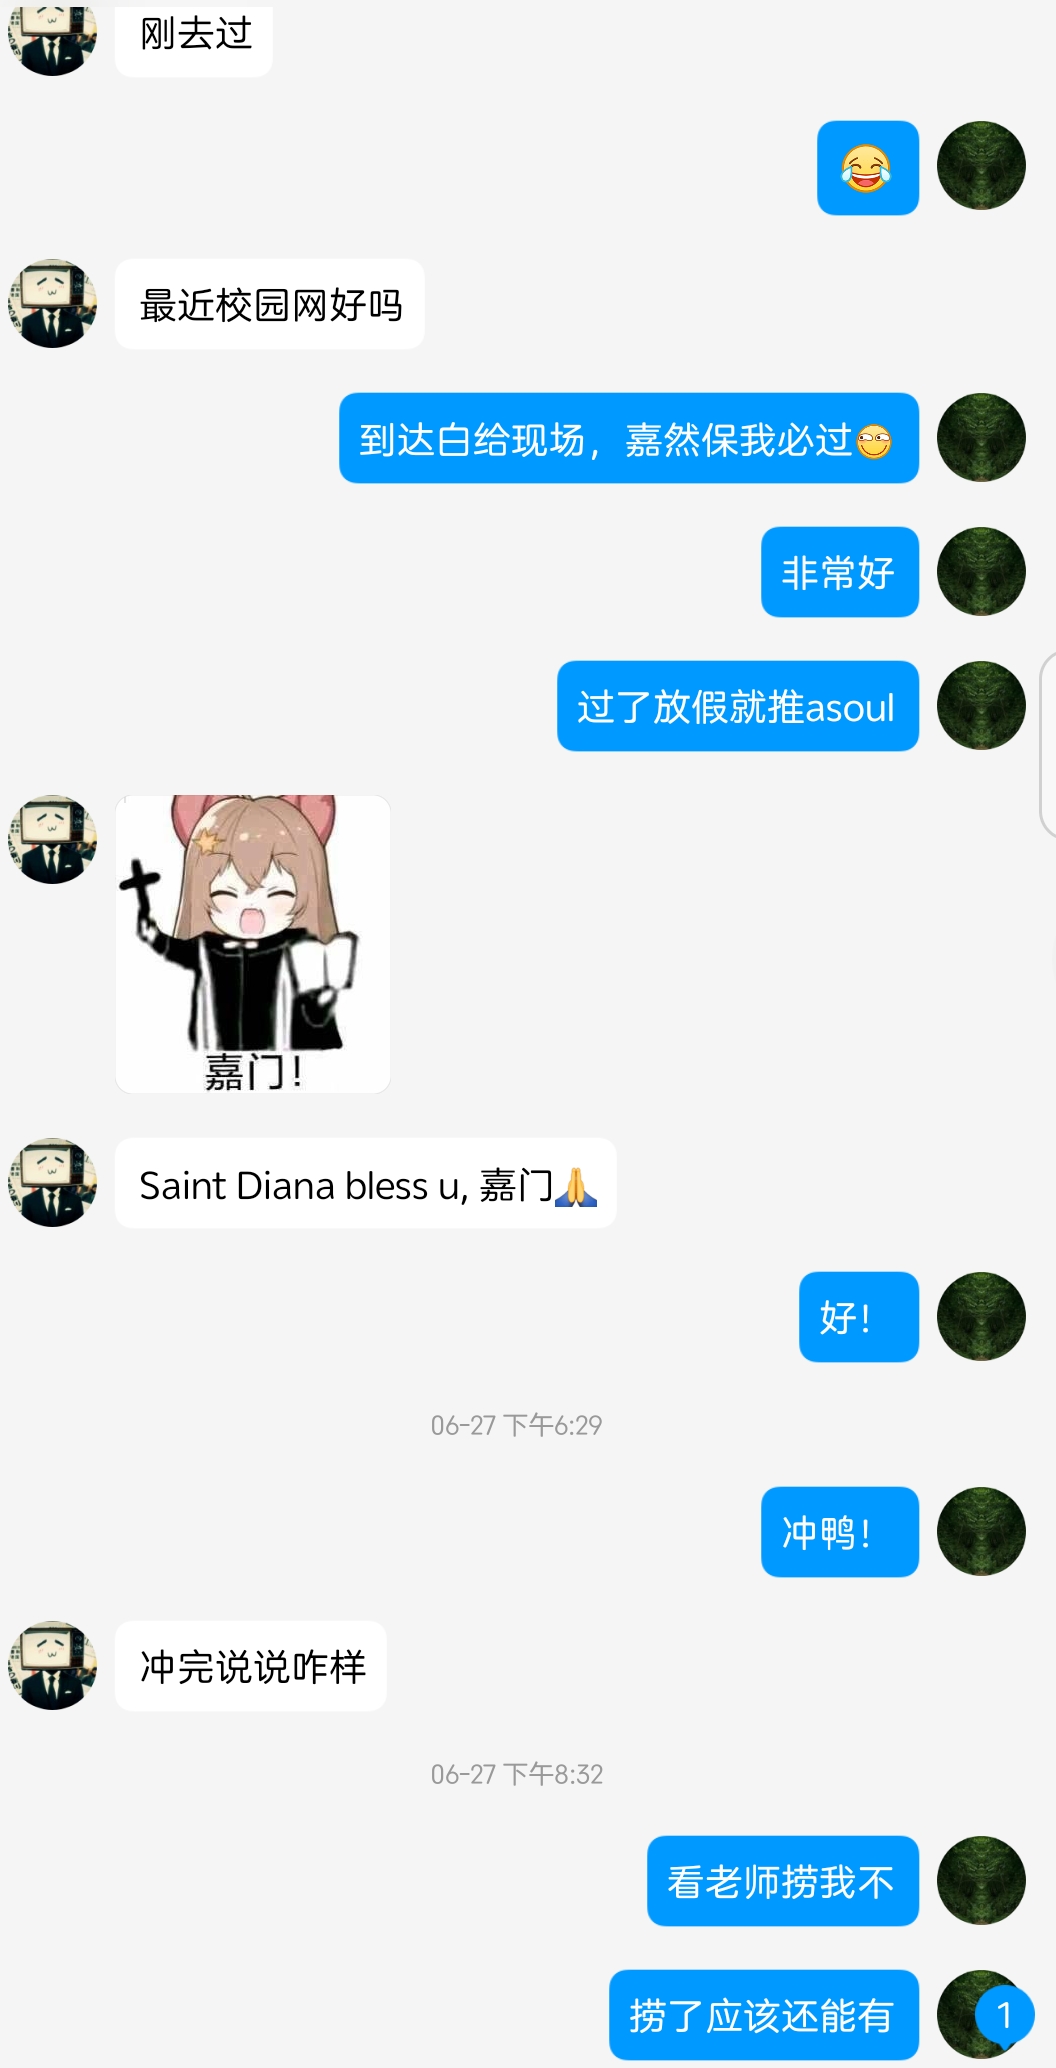 刚去过
😂
最近校园网好吗
到达白给现场，嘉然保我必过
非常好
过了放假就推asoul
嘉门！
Saint Diana bless u, 嘉门🙏
好！
06-27 下午6:29
冲鸭！
冲完说说咋样
06-27 下午8:32
看老师捞我不
捞了应该还能有
1